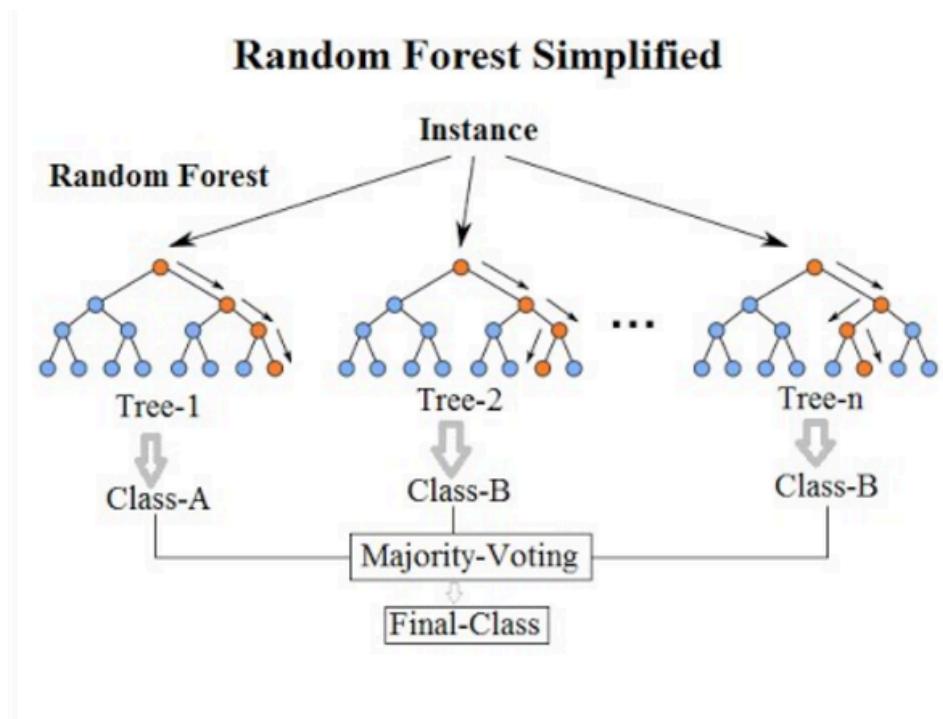 Random Forest Simplified
Instance
Random Forest
...
Tree-1
Tree-2
Tree-n
Class-A
Class-B
Class-B
Majority-Voting
Final-Class